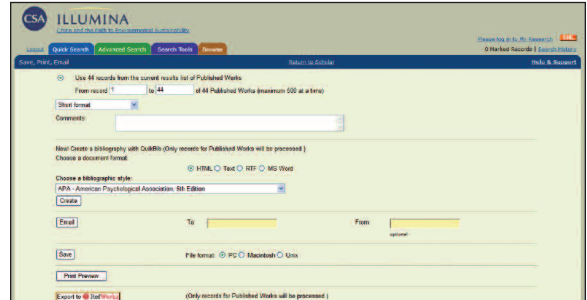 CSA ILLUMINA
China and the Path to Environmental Sustainability
Please log in to My Research
Logout Quick Search Advanced Search Search Tools Browse 0 Marked Records | Search History
Save, Print, Email Return to Scholar Help & Support
Use 44 records from the current results list of Published Works
From record 1 to 44 of 44 Published Works (maximum 500 at a time)
Short format
Comments:
New! Create a bibliography with QuikBib (Only records for Published Works will be processed.)
Choose a document format:
HTML Text RTF MS Word
Choose a bibliographic style:
APA - American Psychological Association, 5th Edition
Create
Email To: From:
optional
Save File format: PC Macintosh Unix
Print Preview
Export to RefWorks (Only records for Published Works will be processed.)